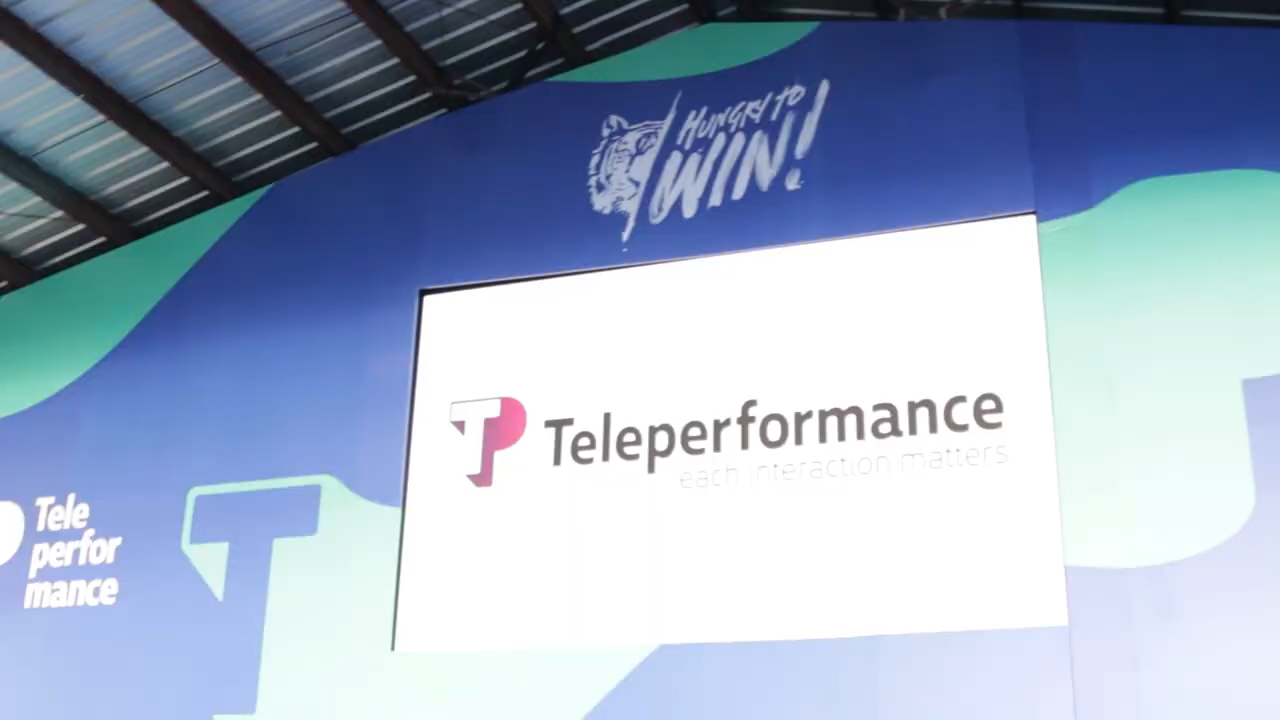 HUNGRY TO
WIN!
Teleperformance
each interaction matters
Tele
perfor
mance